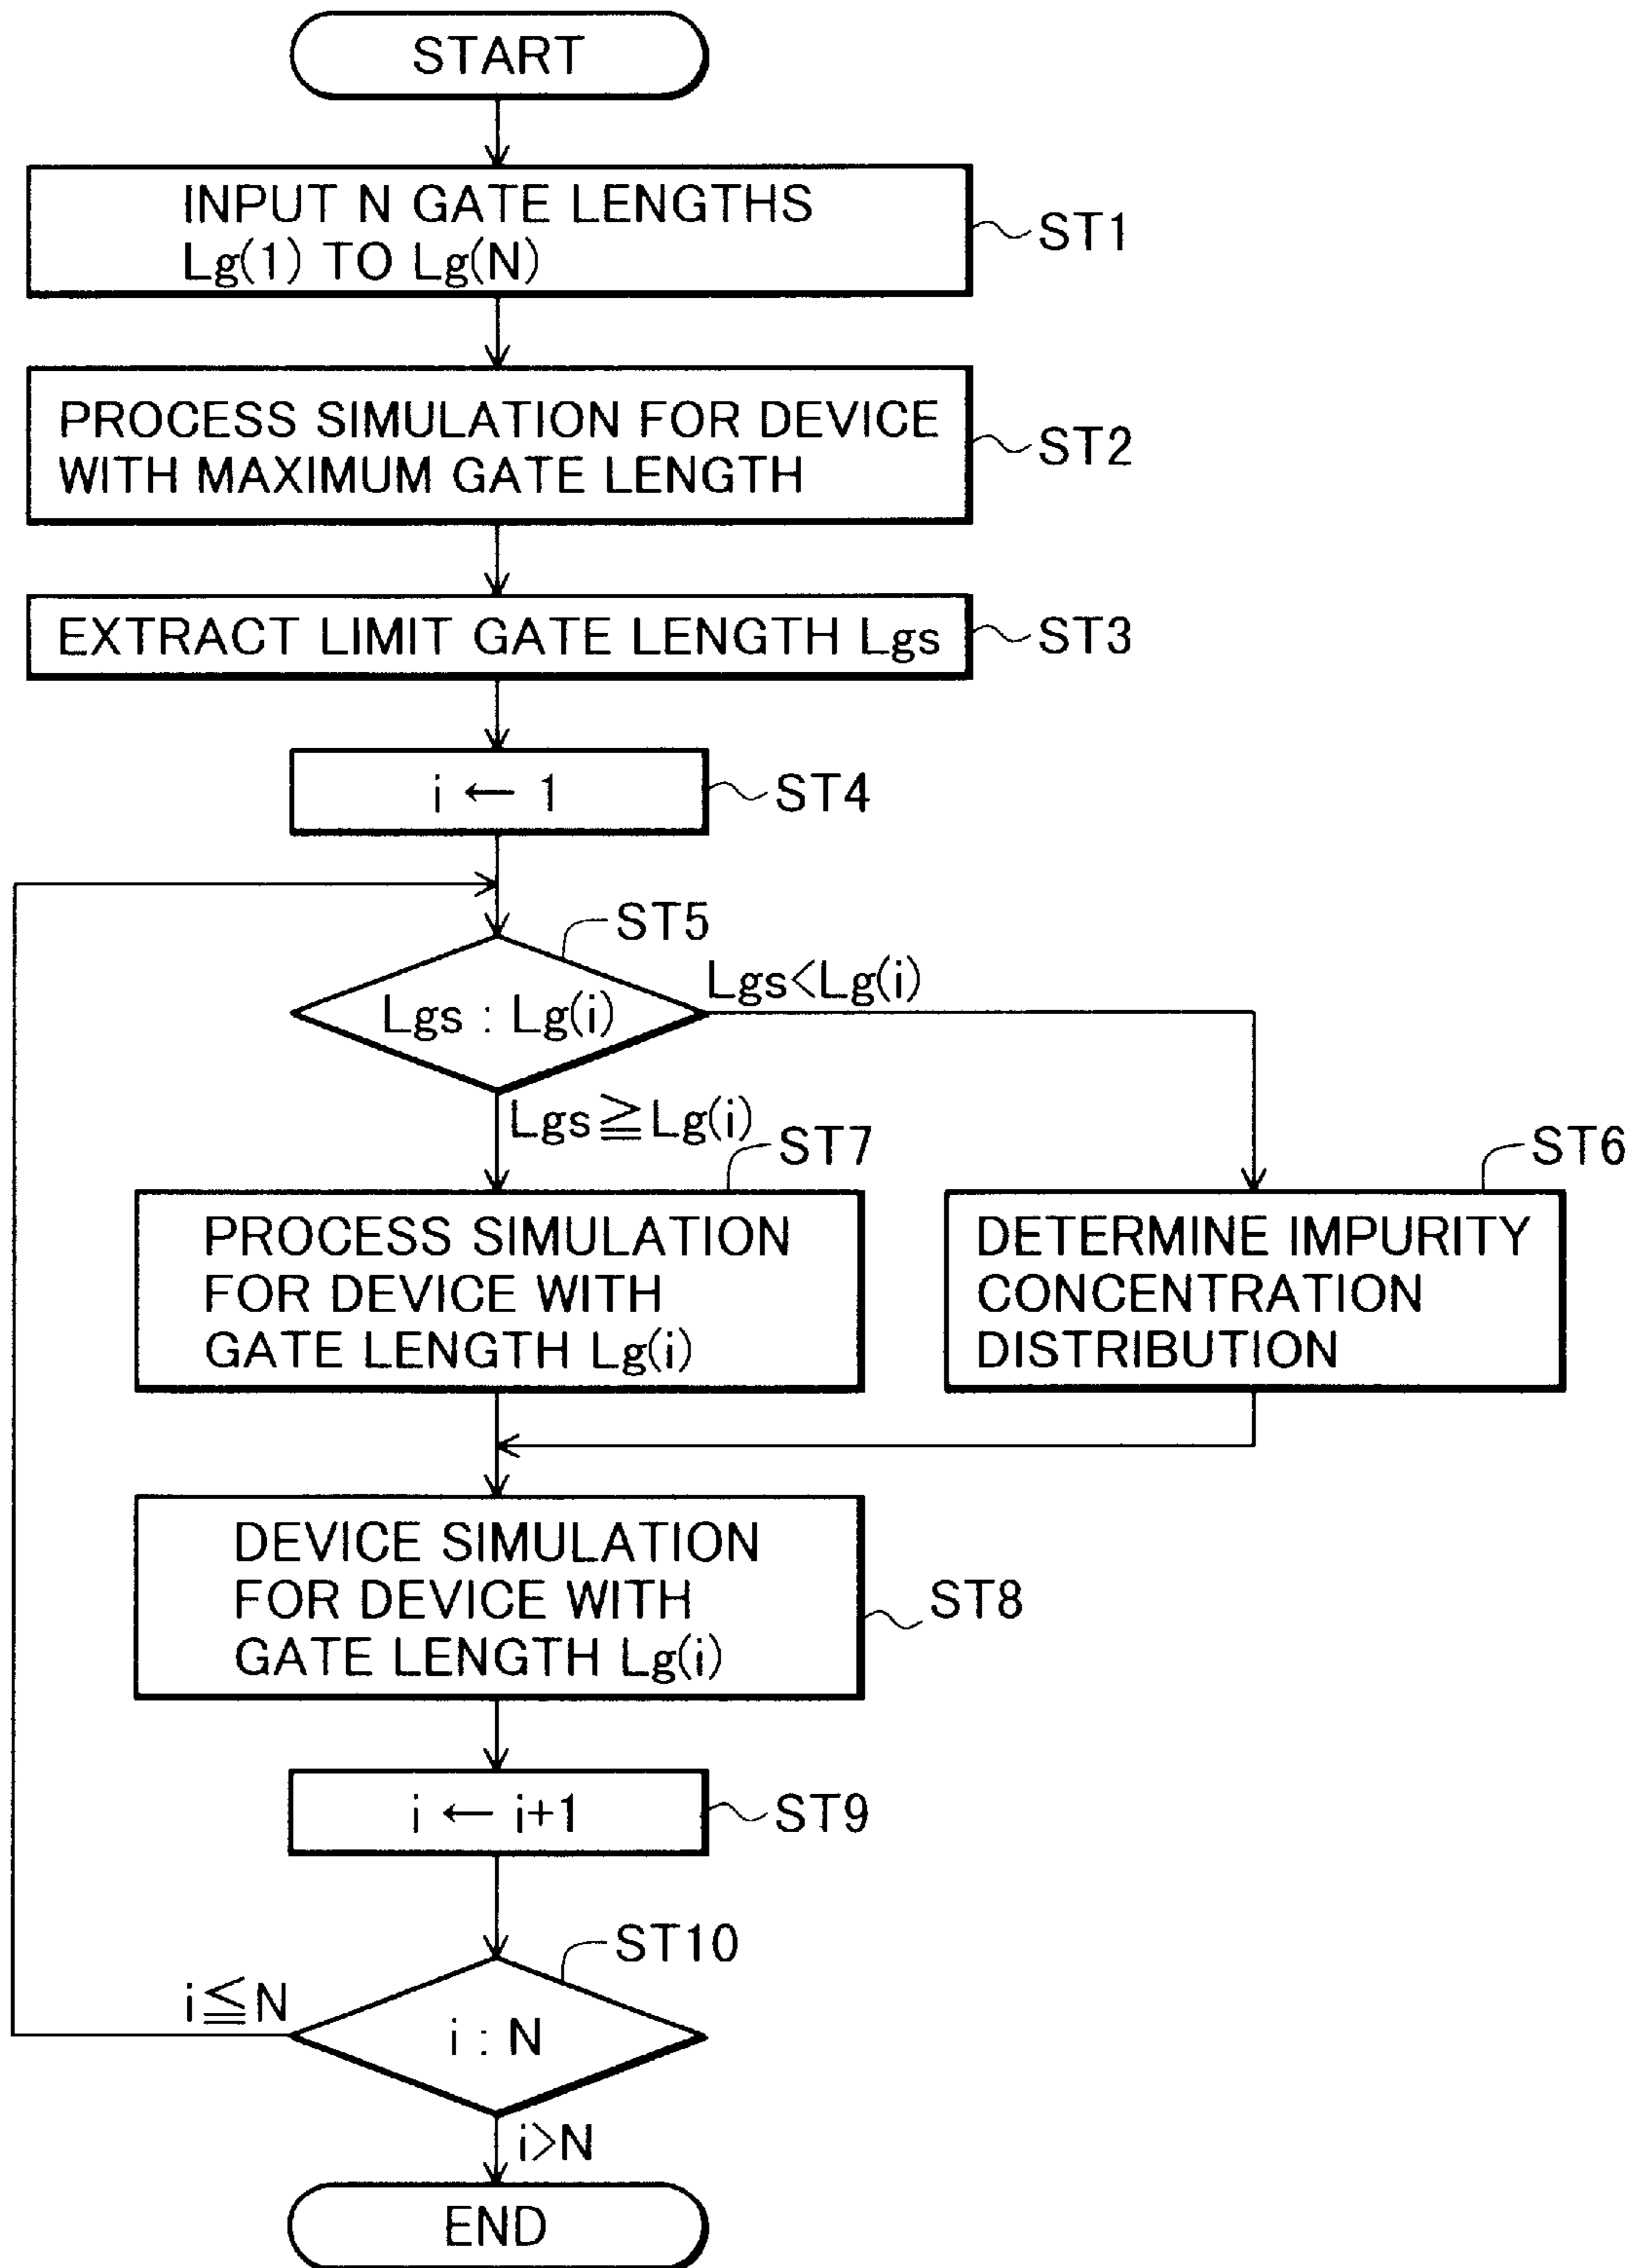 START
INPUT N GATE LENGTHS
Lg(1) TO Lg(N)
ST1
PROCESS SIMULATION FOR DEVICE
WITH MAXIMUM GATE LENGTH
ST2
EXTRACT LIMIT GATE LENGTH Lgs
ST3
i ← 1
ST4
ST5
Lgs : Lg(i)
Lgs<Lg(i)
Lgs≧Lg(i)
ST7
PROCESS SIMULATION
FOR DEVICE WITH
GATE LENGTH Lg(i)
ST6
DETERMINE IMPURITY
CONCENTRATION
DISTRIBUTION
DEVICE SIMULATION
FOR DEVICE WITH
GATE LENGTH Lg(i)
ST8
i ← i+1
ST9
ST10
i≦N
i : N
i>N
END